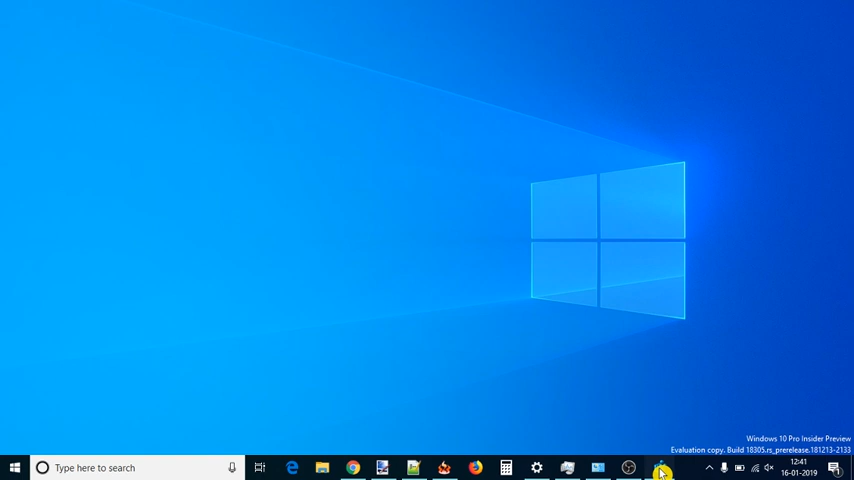 Windows 10 Pro Insider Preview
Evaluation copy. Build 18305.rs_prerelease.181213-2133
Type here to search
12:41
16-01-2019
1